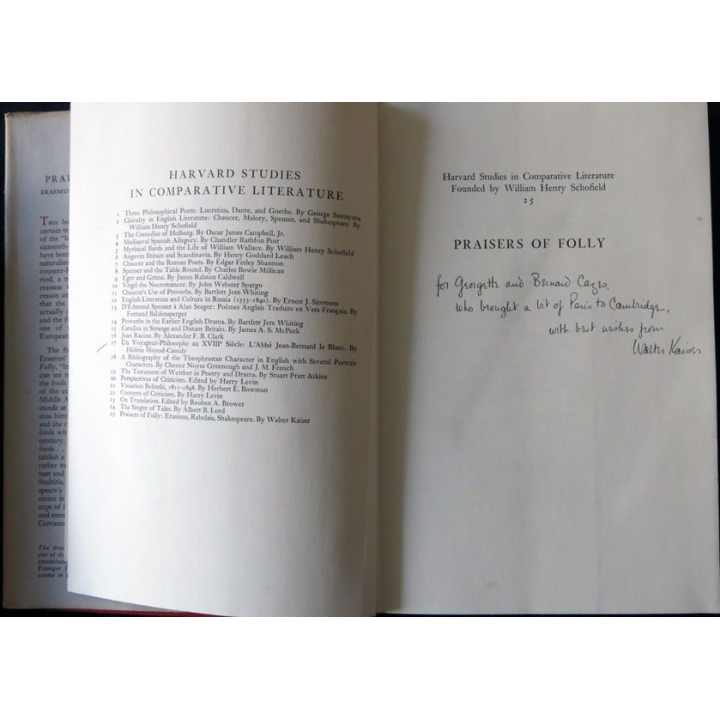 PRAI
ERASMUS
HARVARD STUDIES
IN COMPARATIVE LITERATURE
1 Three Philosophical Poets: Lucretius, Dante, and Goethe. By George Santayana
2 Chivalry in English Literature: Chaucer, Malory, Spenser, and Shakespeare. By
William Henry Schofield
3 The Comedies of Holberg. By Oscar James Campbell, Jr.
4 Mediaeval Spanish Allegory. By Chandler Rathfon Post
5 Mythical Bards and the Life of William Wallace. By William Henry Schofield
6 Angevin Britain and Scandinavia. By Henry Goddard Leach
7 Chaucer and the Roman Poets. By Edgar Finley Shannon
8 Spenser and the Table Round. By Charles Bowie Millican
9 Eger and Grime. By James Ralston Caldwell
10 Virgil the Necromancer. By John Webster Spargo
11 Chaucer's Use of Proverbs. By Bartlett Jere Whiting
12 English Literature and Culture in Russia (1553-1840). By Ernest J. Simmons
13 D'Edmond Spenser à Alan Seeger: Poèmes Anglais Traduits en Vers Français. By
Fernand Baldensperger
14 Proverbs in the Earlier English Drama. By Bartlett Jere Whiting
15 Catullus in Strange and Distant Britain. By James A. S. McPeek
16 Jean Racine. By Alexander F. B. Clark
17 Un Voyageur-Philosophe au XVIIIe Siècle: L'Abbé Jean-Bernard le Blanc. By
Hélène Monod-Cassidy
18 A Bibliography of the Theophrastan Character in English with Several Portrait
Characters. By Chester Noyes Greenough and J. M. French
19 The Testament of Werther in Poetry and Drama. By Stuart Pratt Atkins
20 Perspectives of Criticism. Edited by Harry Levin
21 Vissarion Belinski, 1811-1848. By Herbert E. Bowman
22 Contexts of Criticism. By Harry Levin
23 On Translation. Edited by Reuben A. Brower
24 The Singer of Tales. By Albert B. Lord
25 Praisers of Folly: Erasmus, Rabelais, Shakespeare. By Walter Kaiser
Harvard Studies in Comparative Literature
Founded by William Henry Schofield
25
PRAISERS OF FOLLY
for Georgette and Bernard Cazso,
who brought a bit of Paris to Cambridge,
with best wishes from
Walter Kaiser